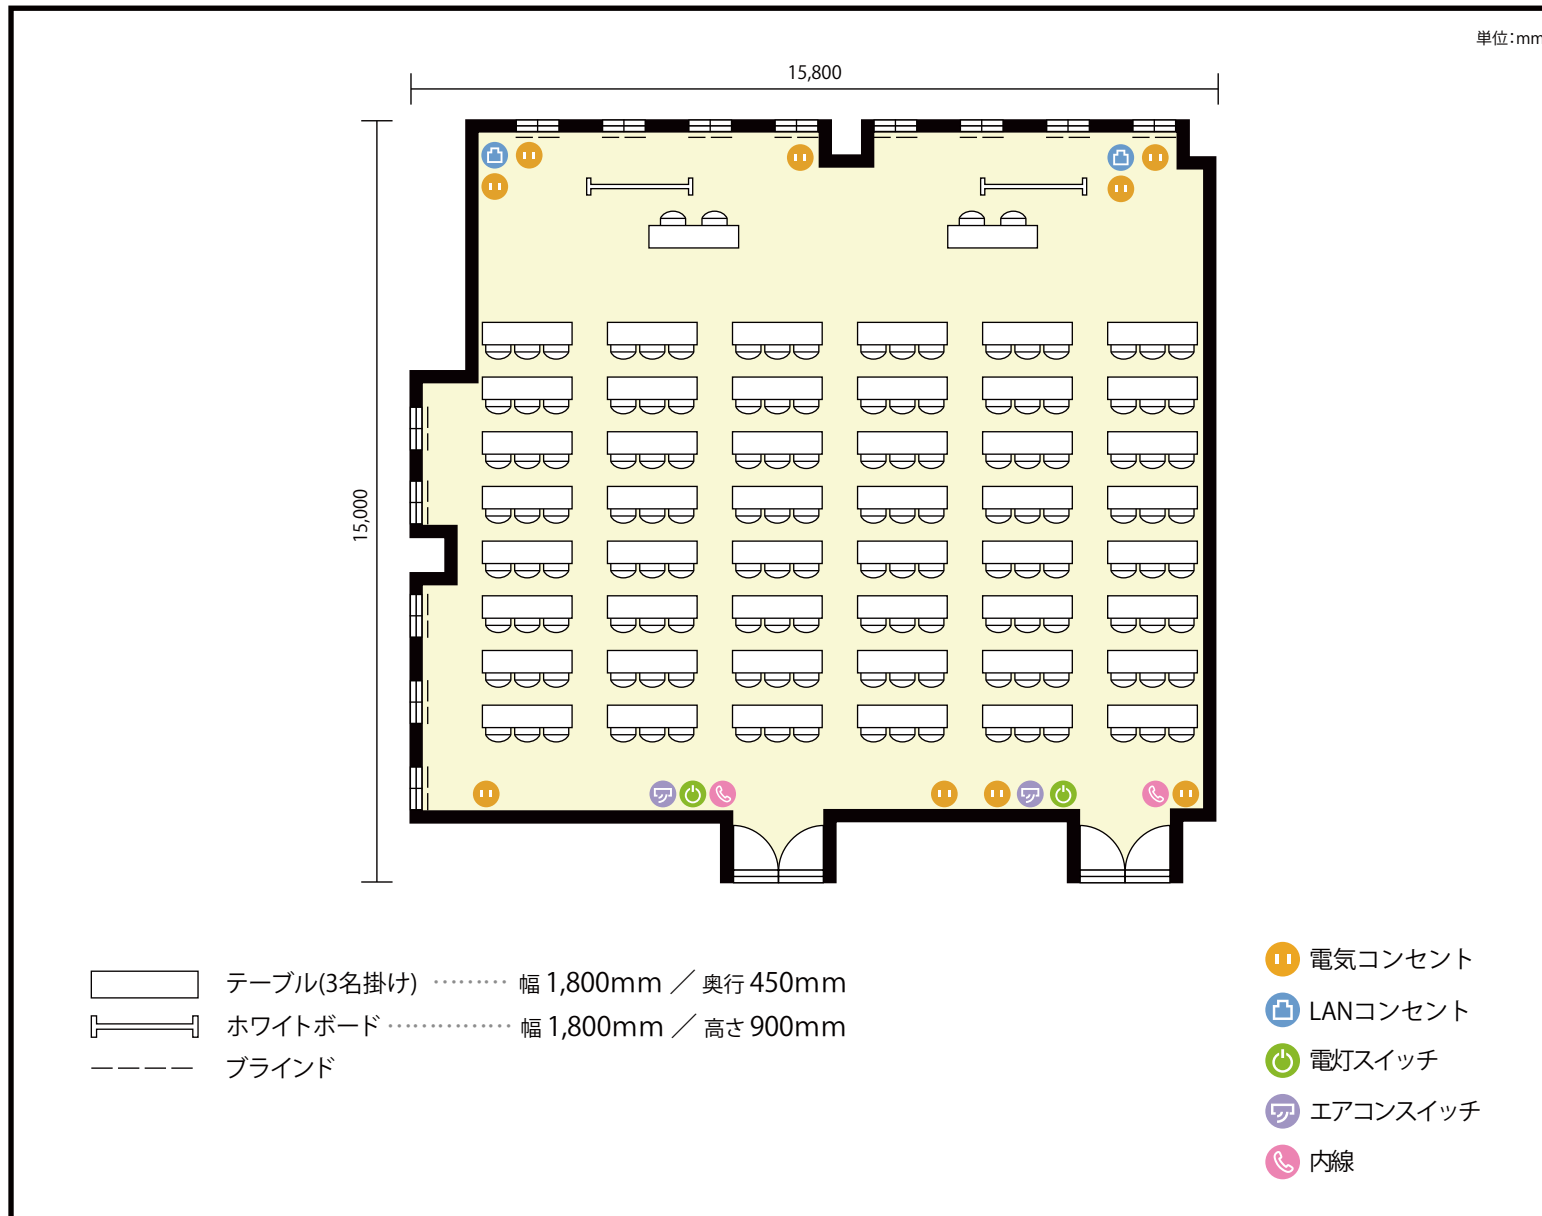 単位：mm
15,800
15,000
テーブル(3名掛け) ········· 幅 1,800mm ／ 奥行 450mm
ホワイトボード ··············· 幅 1,800mm ／ 高さ 900mm
ブラインド
電気コンセント
LANコンセント
電灯スイッチ
エアコンスイッチ
内線